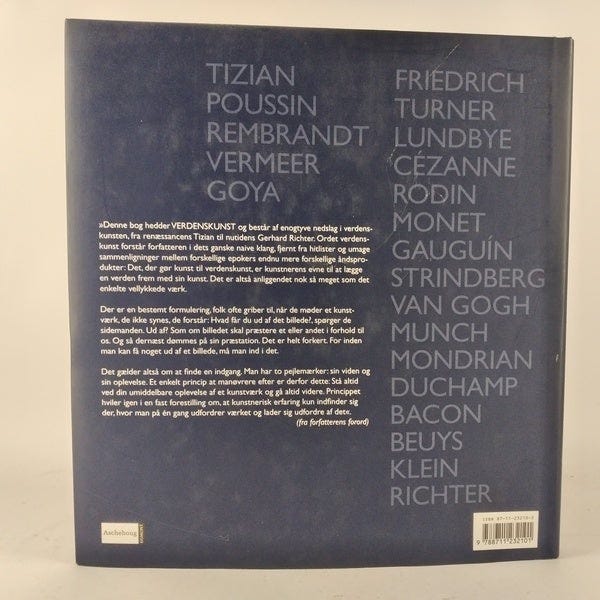 TIZIAN
POUSSIN
REMBRANDT
VERMEER
GOYA
FRIEDRICH
TURNER
LUNDBYE
CÉZANNE
RODIN
MONET
GAUGUÍN
STRINDBERG
VAN GOGH
MUNCH
MONDRIAN
DUCHAMP
BACON
BEUYS
KLEIN
RICHTER
»Denne bog hedder VERDENSKUNST og består af enogtyve nedslag i verdens-
kunsten, fra renæssancens Tizian til nutidens Gerhard Richter. Ordet verdens-
kunst forstår forfatteren i dets ganske naive klang, fjernt fra hitlister og umage
sammenligninger mellem forskellige epokers endnu mere forskellige åndspro-
dukter: Det, der gør kunst til verdenskunst, er kunstnerens evne til at lægge
en verden frem med sin kunst. Det er altså anliggendet nok så meget som det
enkelte vellykkede værk.
Der er en bestemt formulering, folk ofte griber til, når de møder et kunst-
værk, de ikke synes, de forstår: Hvad får du ud af det billede?, spørger de
sidemanden. Ud af? Som om billedet skal præstere et eller andet i forhold til
os. Og så dernæst dømmes på sin præstation. Det er helt forkert. For inden
man kan få noget ud af et billede, må man ind i det.
Det gælder altså om at finde en indgang. Man har to pejlemærker: sin viden og
sin oplevelse. Et enkelt princip at manøvrere efter er derfor dette: Stå altid
ved din umiddelbare oplevelse af et kunstværk og gå altid videre. Princippet
hviler igen i en fast forestilling om, at kunstnerisk erfaring kun indfinder sig
der, hvor man på én gang udfordrer værket og lader sig udfordre af det«.
(fra forfatterens forord)
Aschehoug
ISBN 87-11-23210-5
9 788711 232101